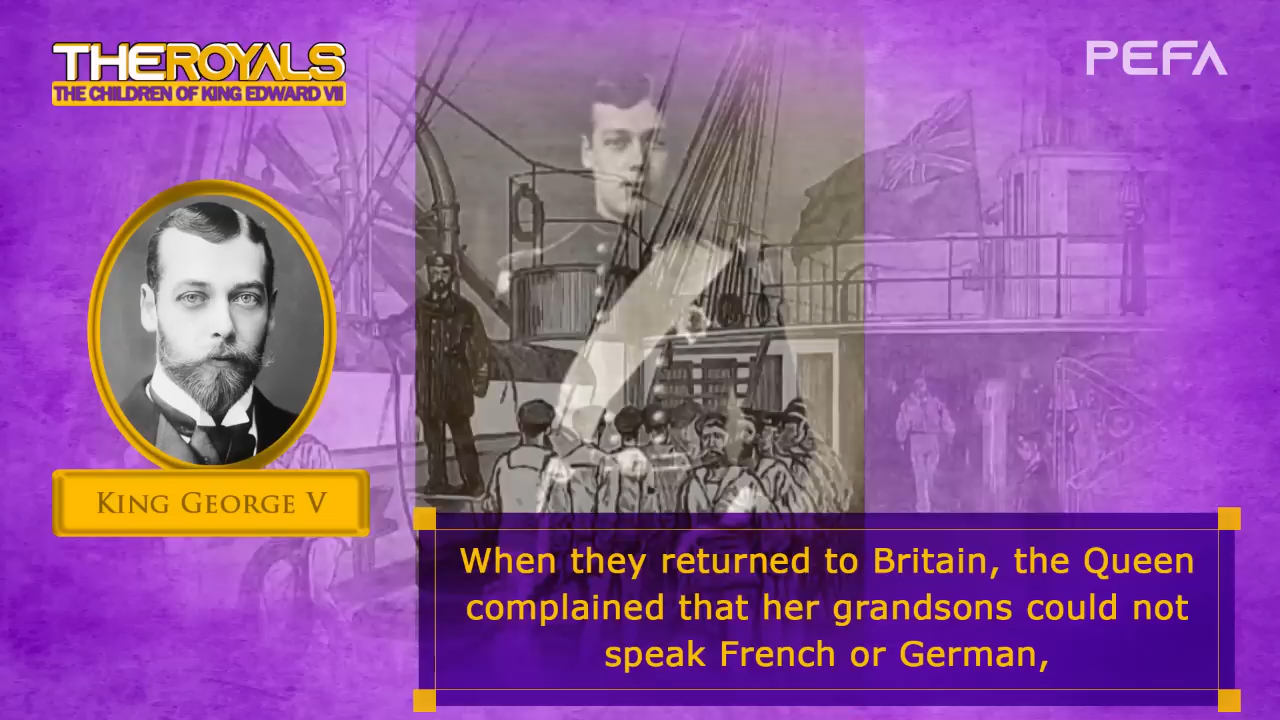 THEROYALS
THE CHILDREN OF KING EDWARD VII
PEFA
KING GEORGE V
When they returned to Britain, the Queen
complained that her grandsons could not
speak French or German,